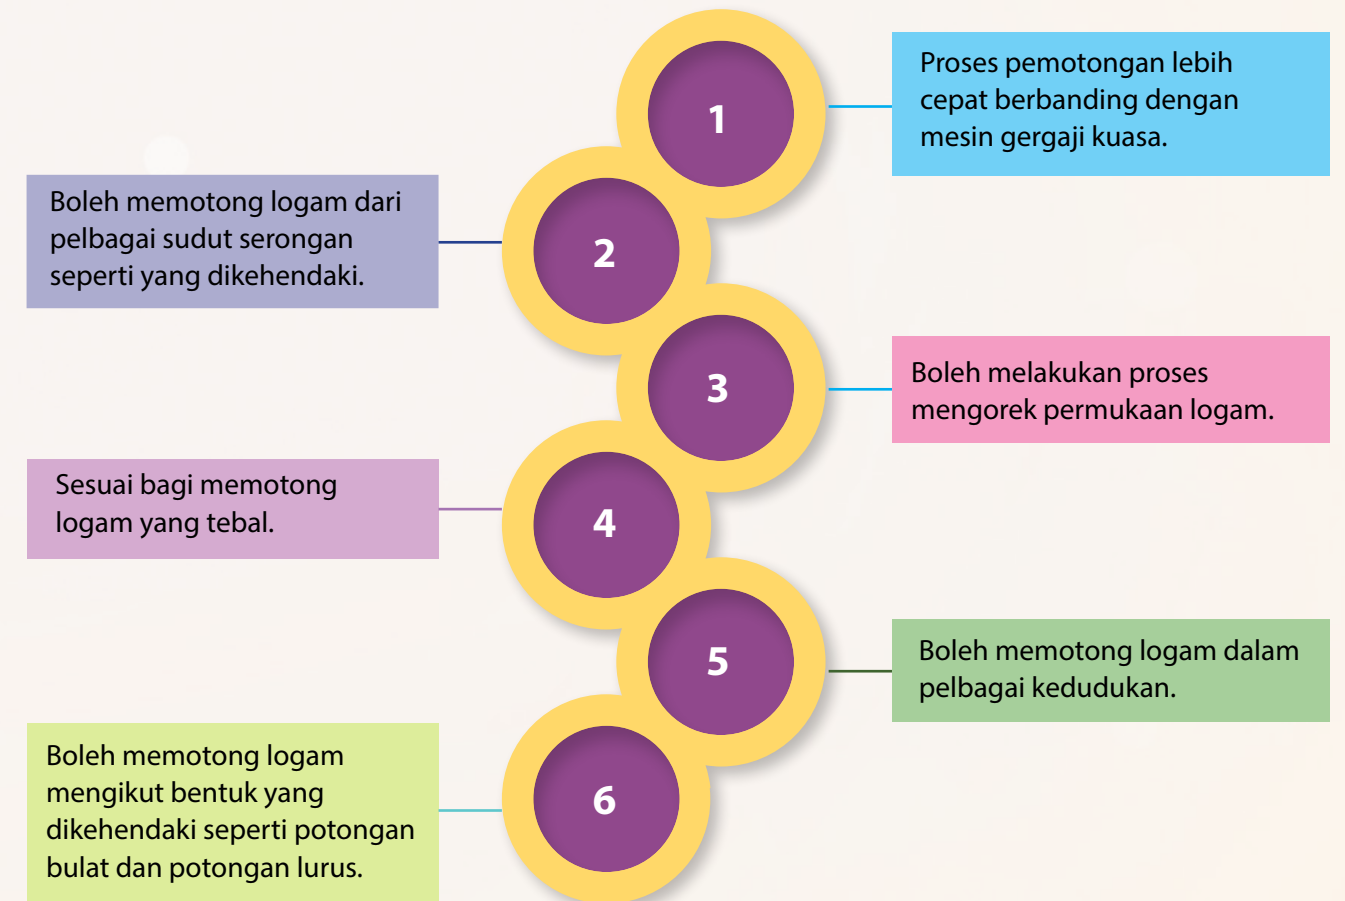 1
Proses pemotongan lebih
cepat berbanding dengan
mesin gergaji kuasa.
2
Boleh memotong logam dari
pelbagai sudut serongan
seperti yang dikehendaki.
3
Boleh melakukan proses
mengorek permukaan logam.
4
Sesuai bagi memotong
logam yang tebal.
5
Boleh memotong logam dalam
pelbagai kedudukan.
6
Boleh memotong logam
mengikut bentuk yang
dikehendaki seperti potongan
bulat dan potongan lurus.